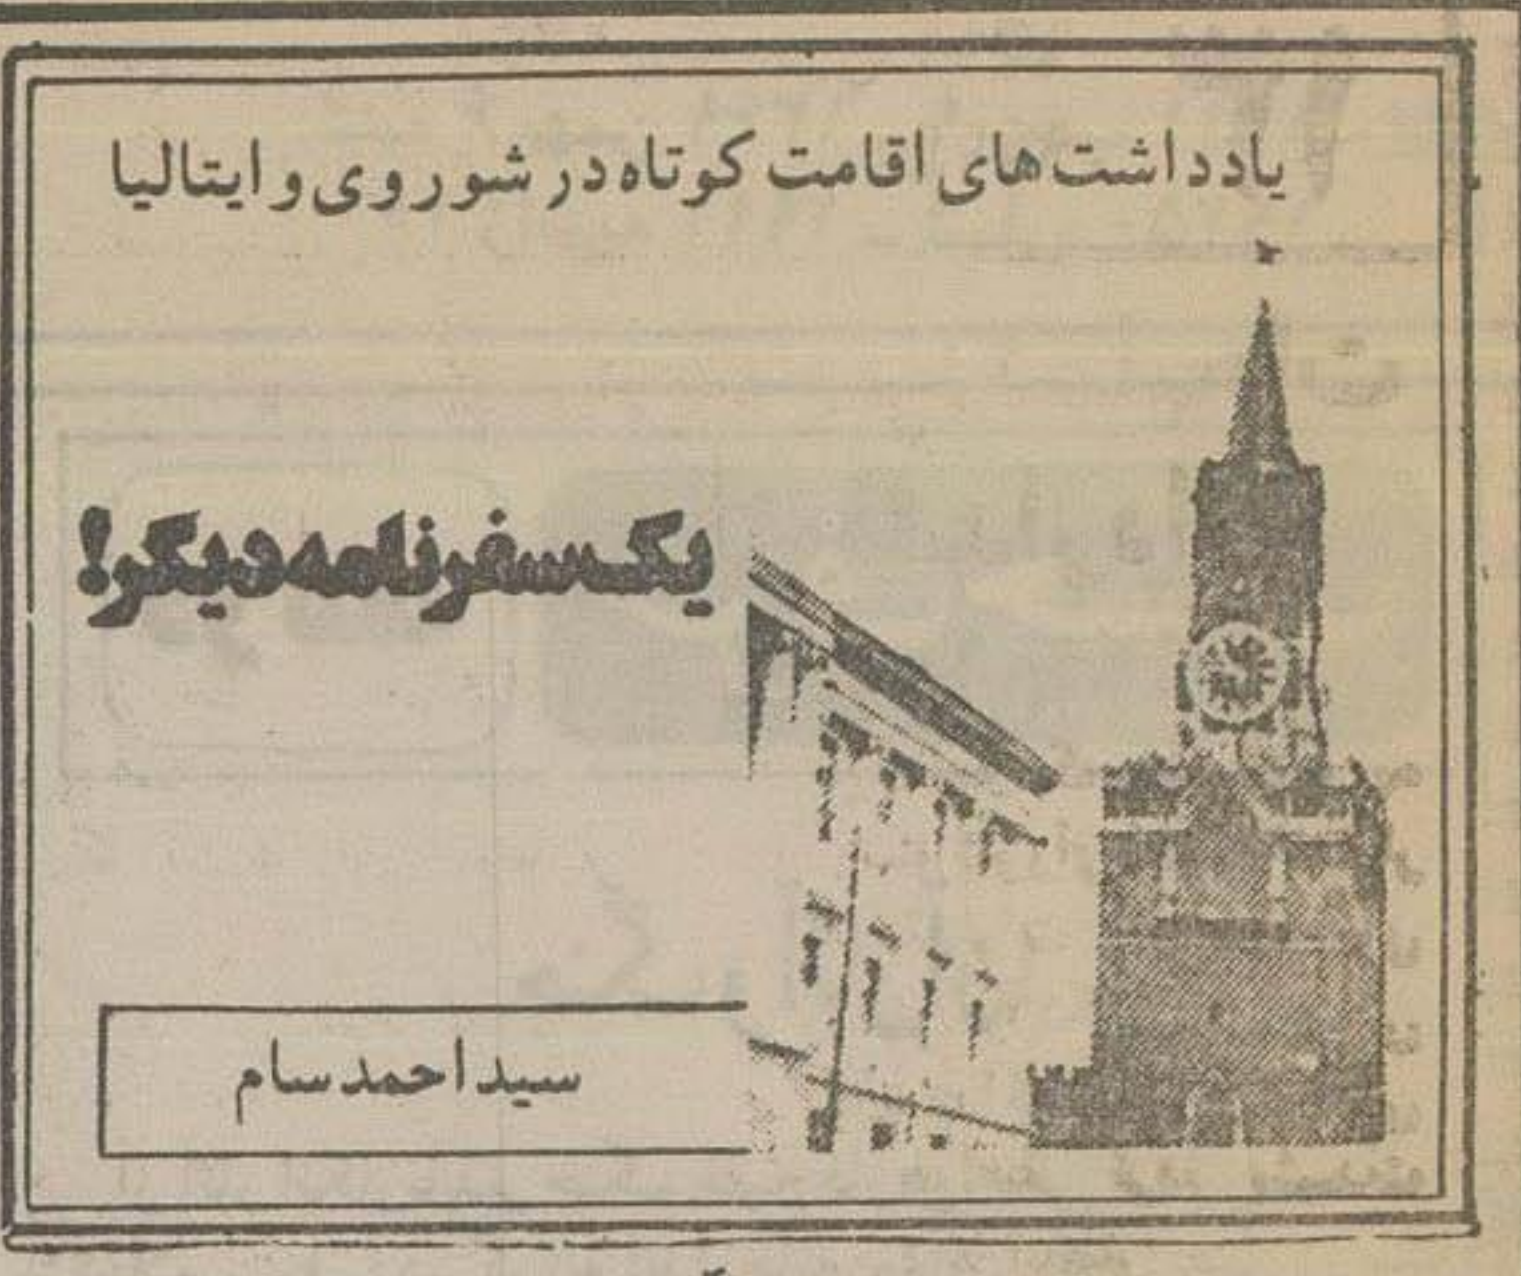 یادداشت‌های اقامت کوتاه در شوروی و ایتالیا
یک سفرنامه دیگر!
سید احمد سام